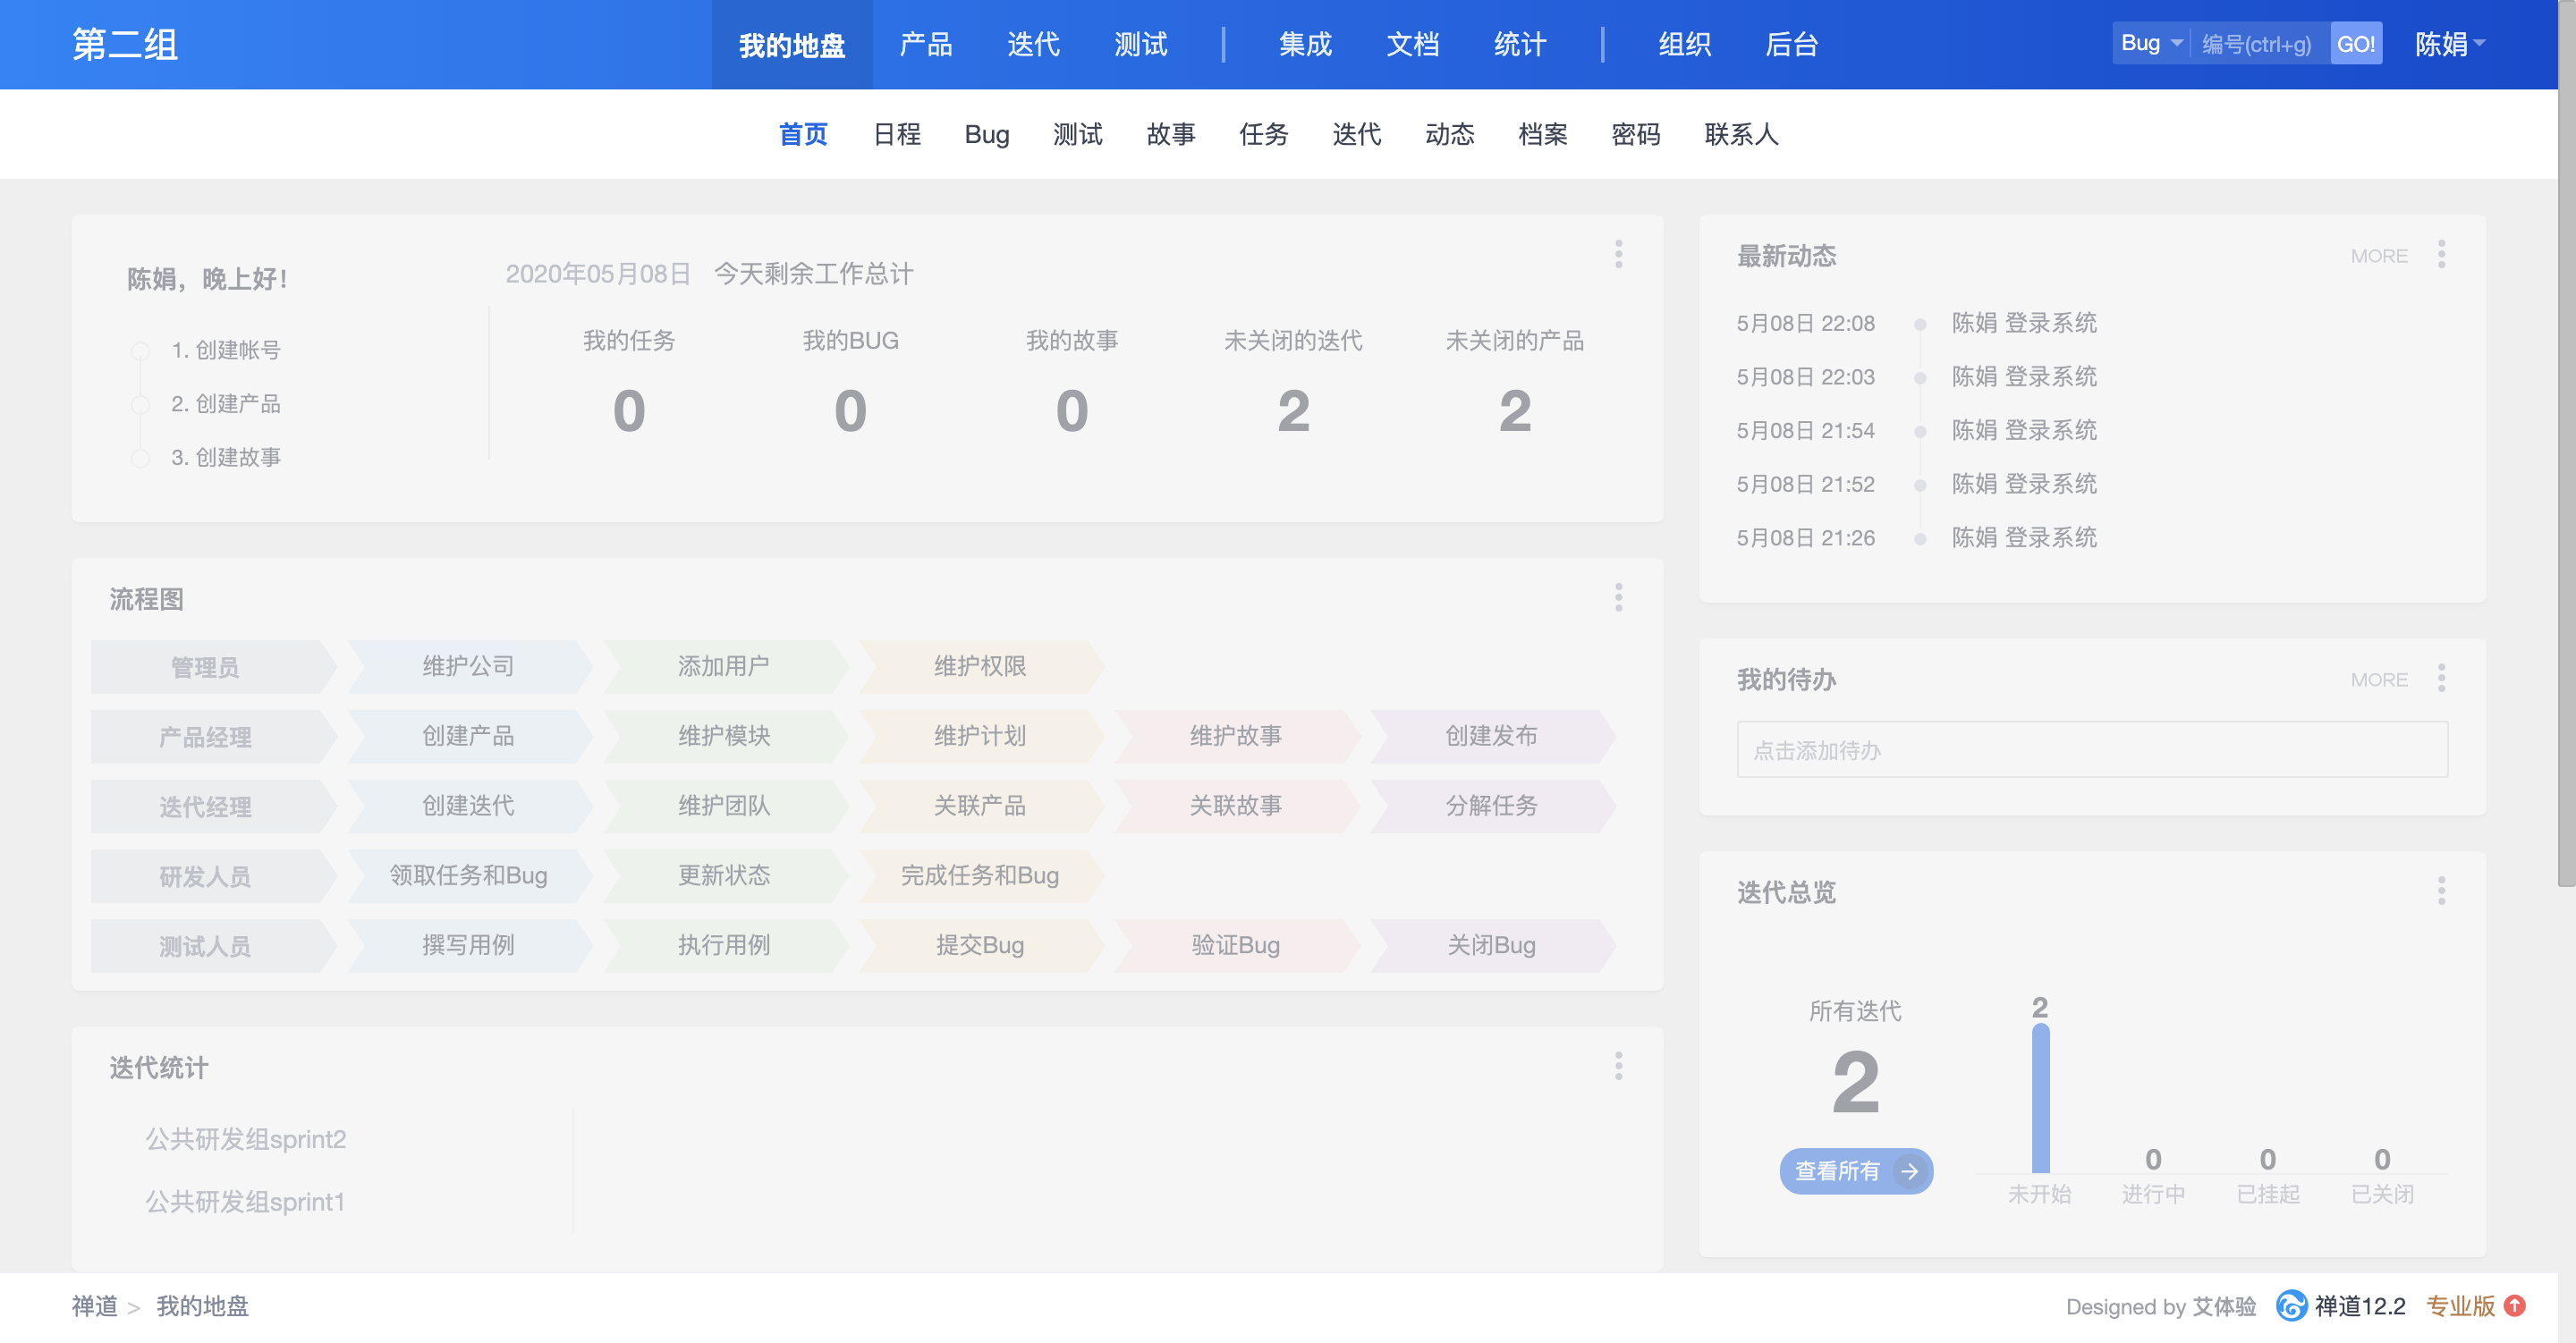 第二组 我的地盘 产品 迭代 测试 集成 文档 统计 组织 后台 Bug 编号(ctrl+g) GO! 陈娟
首页 日程 Bug 测试 故事 任务 迭代 动态 档案 密码 联系人
陈娟，晚上好！
1. 创建帐号
2. 创建产品
3. 创建故事
2020年05月08日 今天剩余工作总计
我的任务 我的BUG 我的故事 未关闭的迭代 未关闭的产品
0 0 0 2 2
流程图
管理员 维护公司 添加用户 维护权限
产品经理 创建产品 维护模块 维护计划 维护故事 创建发布
迭代经理 创建迭代 维护团队 关联产品 关联故事 分解任务
研发人员 领取任务和Bug 更新状态 完成任务和Bug
测试人员 撰写用例 执行用例 提交Bug 验证Bug 关闭Bug
迭代统计
公共研发组sprint2
公共研发组sprint1
最新动态 MORE
5月08日 22:08 陈娟 登录系统
5月08日 22:03 陈娟 登录系统
5月08日 21:54 陈娟 登录系统
5月08日 21:52 陈娟 登录系统
5月08日 21:26 陈娟 登录系统
我的待办 MORE
点击添加待办
迭代总览
所有迭代
2
查看所有
2 0 0 0
未开始 进行中 已挂起 已关闭
禅道 > 我的地盘 Designed by 艾体验 禅道12.2 专业版